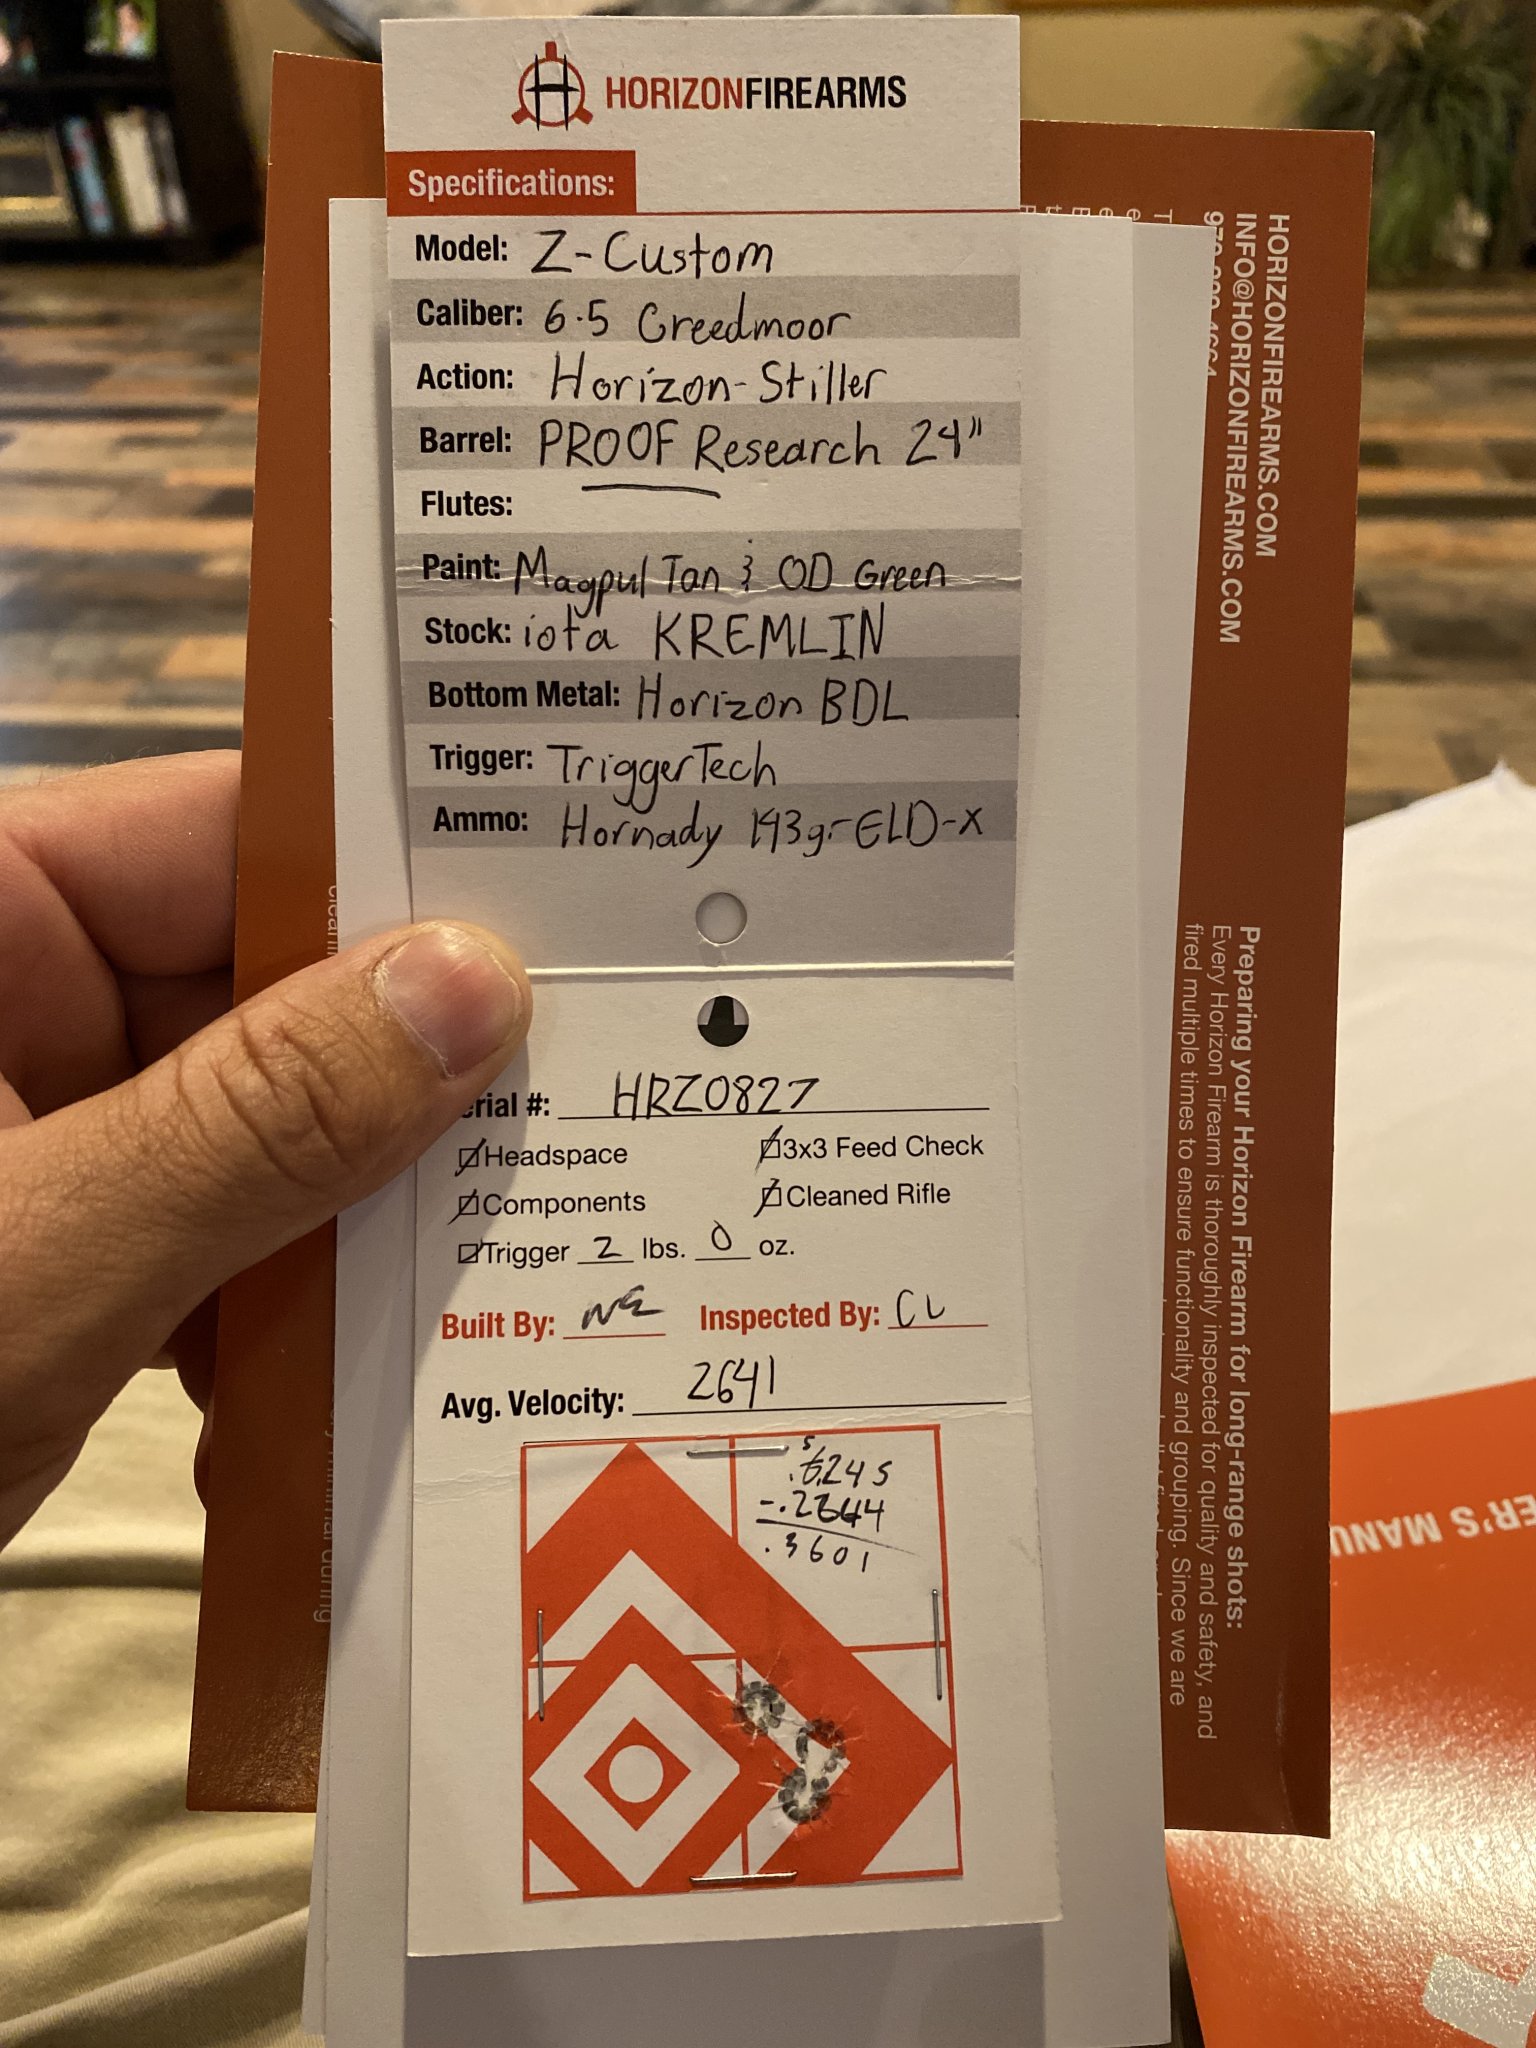 HORIZONFIREARMS
Specifications:
Model: Z-Custom
Caliber: 6.5 Creedmoor
Action: Horizon-Stiller
Barrel: PROOF Research 24"
Flutes:
Paint: Magpul Tan & OD Green
Stock: iota KREMLIN
Bottom Metal: Horizon BDL
Trigger: TriggerTech
Ammo: Hornady 143gr ELD-X
erial #: HRZ0827
Headspace
3x3 Feed Check
Components
Cleaned Rifle
Trigger 2 lbs. 0 oz.
Built By:
Inspected By: CL
Avg. Velocity: 2641
.6245
-.2644
.3601
HORIZONFIREARMS.COM
INFO@HORIZONFIREARMS.COM
Preparing your Horizon Firearm for long-range shots:
Every Horizon Firearm is thoroughly inspected for quality and safety, and
fired multiple times to ensure functionality and grouping. Since we are
ER'S MANU